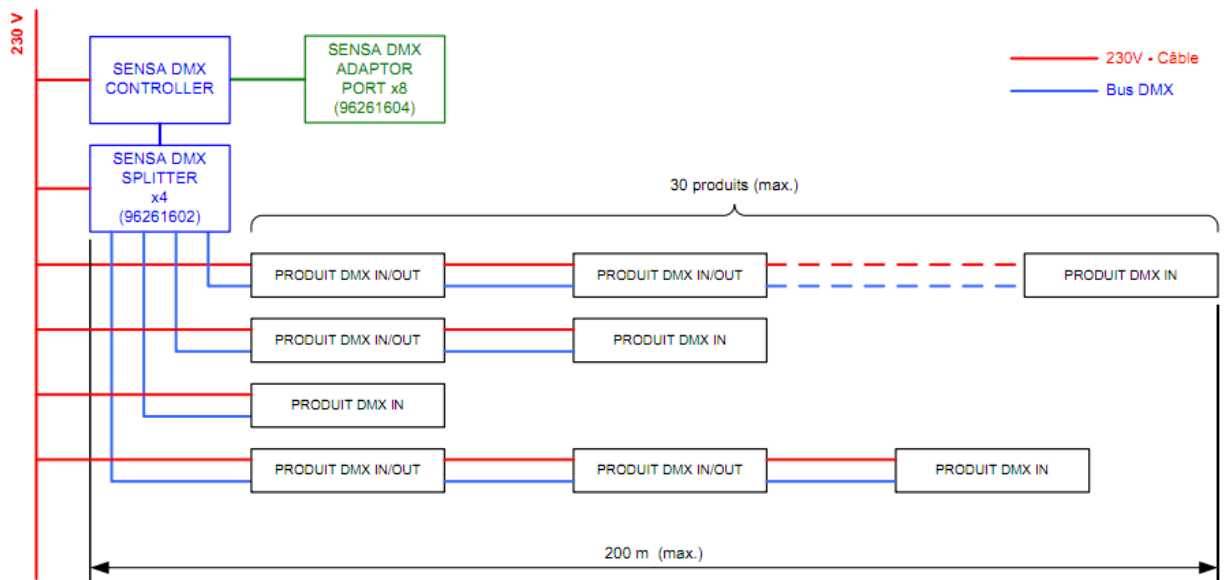 230 V
SENSA DMX
CONTROLLER
SENSA DMX
ADAPTOR
PORT x8
(96261604)
230V - Câble
Bus DMX
SENSA DMX
SPLITTER
x4
(96261602)
30 produits (max.)
PRODUIT DMX IN/OUT
PRODUIT DMX IN/OUT
PRODUIT DMX IN
PRODUIT DMX IN/OUT
PRODUIT DMX IN
PRODUIT DMX IN
PRODUIT DMX IN/OUT
PRODUIT DMX IN/OUT
PRODUIT DMX IN
200 m (max.)